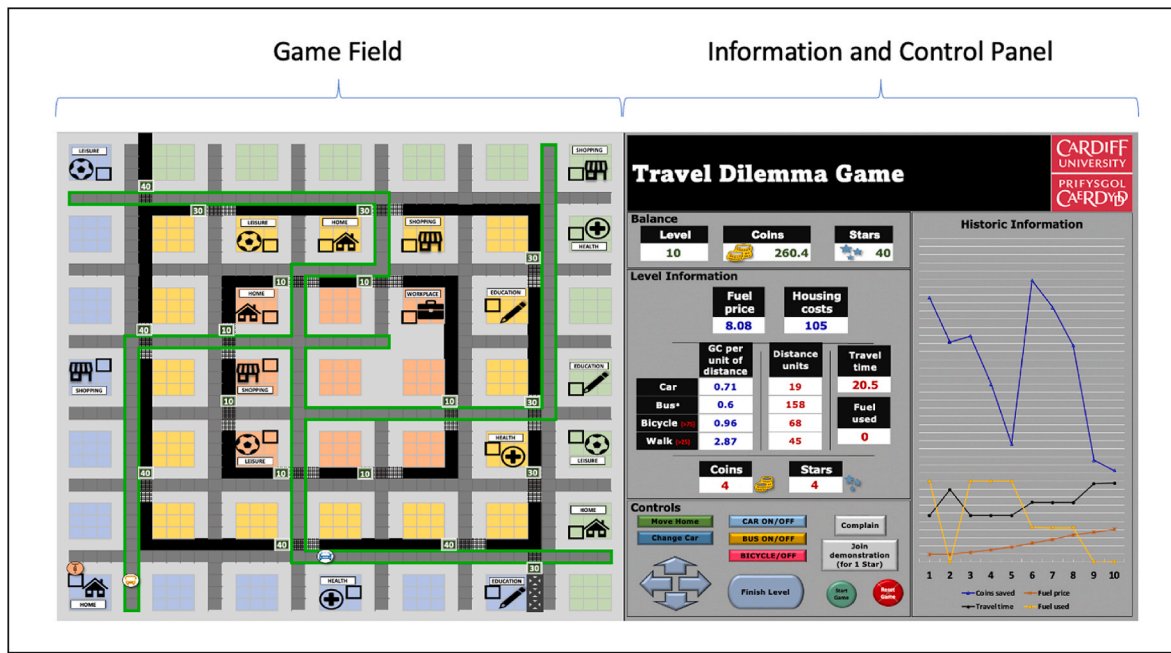 Game Field
Information and Control Panel
LEISURE
SHOPPING
40
30
30
LEISURE
HOME
SHOPPING
HEALTH
30
10
10
HOME
WORKPLACE
EDUCATION
40
10
SHOPPING
SHOPPING
EDUCATION
10
10
30
HEALTH
LEISURE
LEISURE
40
10
30
HOME
40
40
30
HOME
HEALTH
EDUCATION
Travel Dilemma Game
CARDIFF
UNIVERSITY
PRIFYSGOL
CAERDYDD
Balance
Level
Coins
Stars
10
260.4
40
Level Information
Fuel
price
Housing
costs
8.08
105
GC per
unit of
distance
Distance
units
Travel
time
Car
0.71
19
20.5
Bus*
0.6
158
Fuel
used
Bicycle (>25)
0.96
68
0
Walk (>25)
2.87
45
Coins
Stars
4
4
Controls
Move Home
CAR ON/OFF
Complain
Change Car
BUS ON/OFF
BICYCLE/OFF
Join
demonstration
(for 1 Star)
Finish Level
Start
Game
Reset
Game
Historic Information
1 2 3 4 5 6 7 8 9 10
Coins saved
Fuel price
Travel time
Fuel used